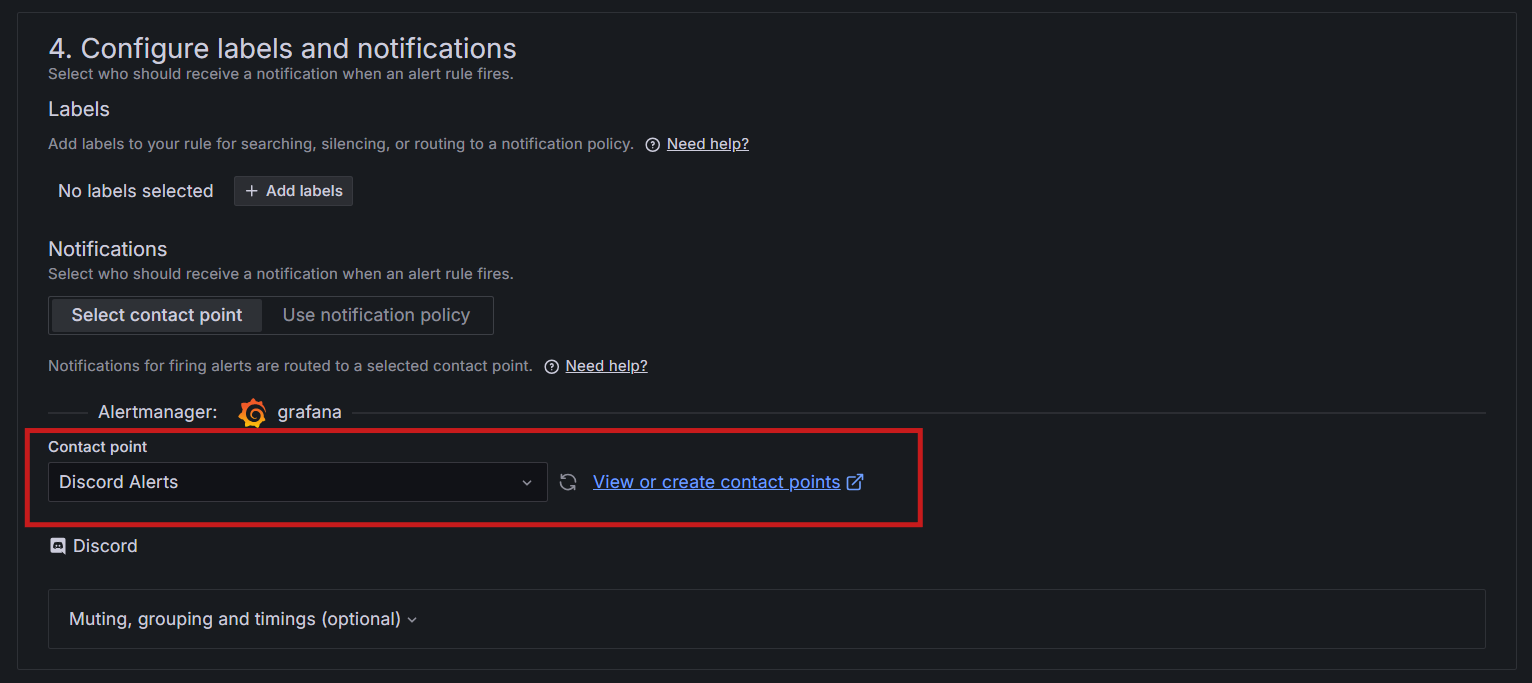 4. Configure labels and notifications
Select who should receive a notification when an alert rule fires.
Labels
Add labels to your rule for searching, silencing, or routing to a notification policy. Need help?
No labels selected + Add labels
Notifications
Select who should receive a notification when an alert rule fires.
Select contact point Use notification policy
Notifications for firing alerts are routed to a selected contact point. Need help?
Alertmanager: grafana
Contact point
Discord Alerts View or create contact points
Discord
Muting, grouping and timings (optional)